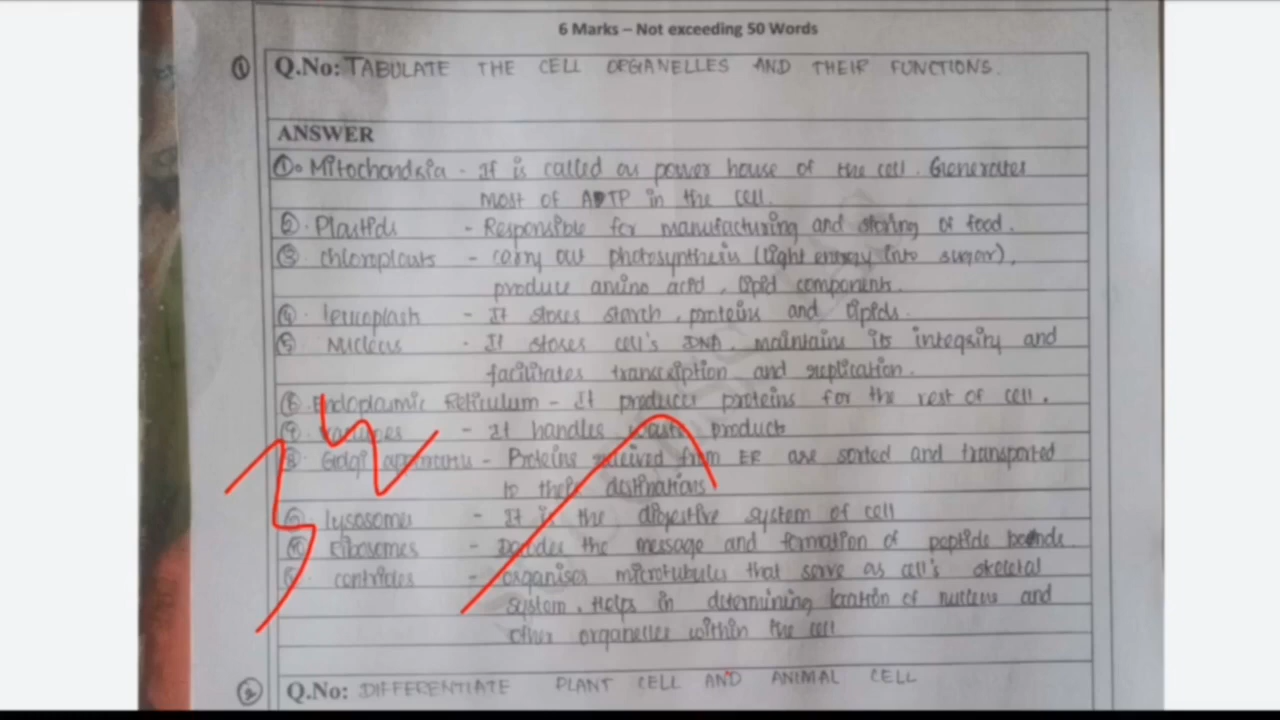 6 Marks – Not exceeding 50 Words
① Q.No: TABULATE THE CELL ORGANELLES AND THEIR FUNCTIONS.
ANSWER
①. Mitochondria - It is called as power house of the cell. Generates
most of ATP in the cell.
②. Plastids - Responsible for manufacturing and storing of food.
③ chloroplasts - carry out photosynthesis (light energy into sugar),
produce amino acid, lipid components.
④. leucoplash - It stores starch, proteins and lipids.
⑤. Nucleus - It stores cell's DNA, maintains its integrity and
facilitates transcription and replication.
⑥. Endoplasmic Reticulum - It produces proteins for the rest of cell.
- It handles waste products
⑧ Golgi apparatus - Proteins received from ER are sorted and transported
to their destinations
lysosomes - It is the digestive system of cell
Ribosomes - Decodes the message and formation of peptide bonds.
centrioles - organises microtubules that serve as cell's skeletal
system. Helps in determining location of nucleus and
other organelles within the cell
② Q.No: DIFFERENTIATE PLANT CELL AND ANIMAL CELL